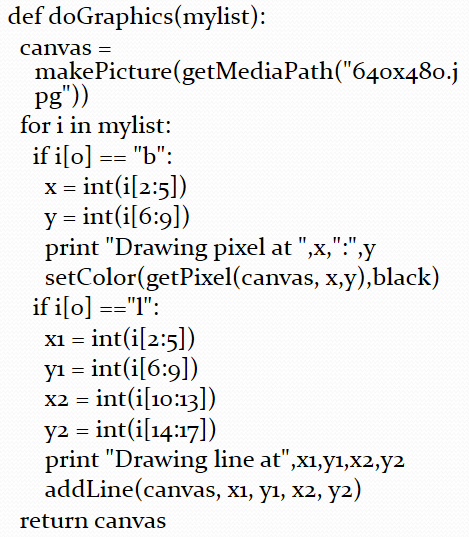 def doGraphics(mylist):
canvas =
makePicture(getMediaPath("640x480.j
pg"))
for i in mylist:
if i[0] == "b":
x = int(i[2:5])
y = int(i[6:9])
print "Drawing pixel at ",x,":",y
setColor(getPixel(canvas, x,y),black)
if i[0] =="l":
x1 = int(i[2:5])
y1 = int(i[6:9])
x2 = int(i[10:13])
y2 = int(i[14:17])
print "Drawing line at",x1,y1,x2,y2
addLine(canvas, x1, y1, x2, y2)
return canvas